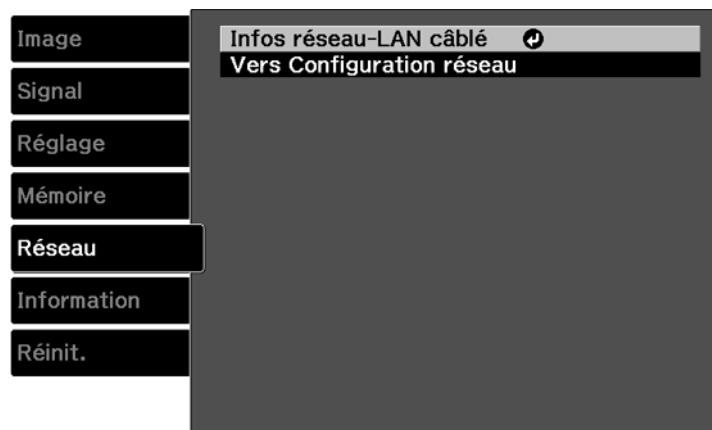 Image
Signal
Réglage
Mémoire
Réseau
Information
Réinit.
Infos réseau-LAN câblé
Vers Configuration réseau